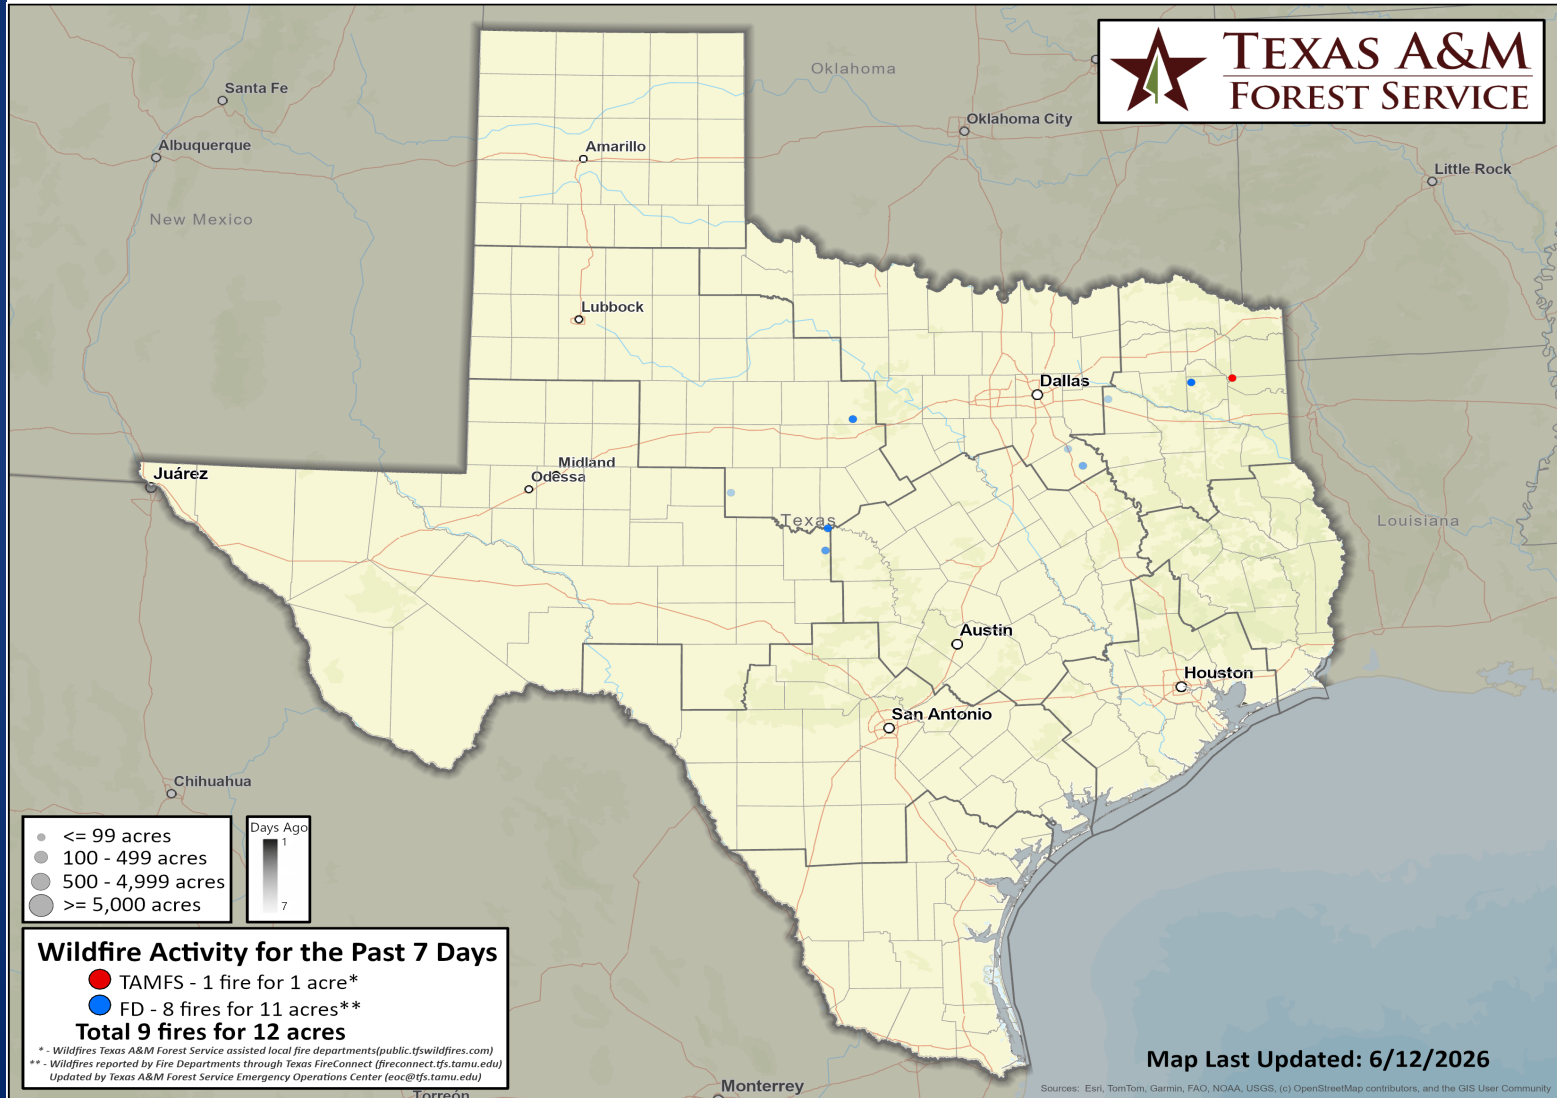 TEXAS A&M
FOREST SERVICE
Oklahoma
Santa Fe
Oklahoma City
Albuquerque
Amarillo
Little Rock
New Mexico
Lubbock
Dallas
Midland
Odessa
Juárez
Texas
Louisiana
Austin
Houston
San Antonio
Chihuahua
<= 99 acres
100 - 499 acres
500 - 4,999 acres
>= 5,000 acres
Days Ago
1
7
Wildfire Activity for the Past 7 Days
TAMFS - 1 fire for 1 acre*
FD - 8 fires for 11 acres**
Total 9 fires for 12 acres
* - Wildfires Texas A&M Forest Service assisted local fire departments(public.tfswildfires.com)
** - Wildfires reported by Fire Departments through Texas FireConnect (fireconnect.tfs.tamu.edu)
Updated by Texas A&M Forest Service Emergency Operations Center (eoc@tfs.tamu.edu)
Map Last Updated: 6/12/2026
Monterrey
Torreón
Sources: Esri, TomTom, Garmin, FAO, NOAA, USGS, (c) OpenStreetMap contributors, and the GIS User Community